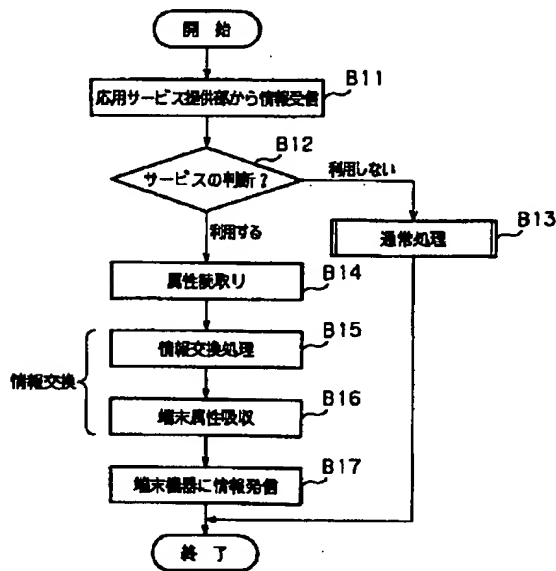 開 始
B11
応用サービス提供部から情報受信
B12
サービスの判断?
利用しない
B13
通常処理
利用する
属性読取り
B14
情報交換処理
B15
情報交換
端末属性吸収
B16
端末機器に情報発信
B17
終 了